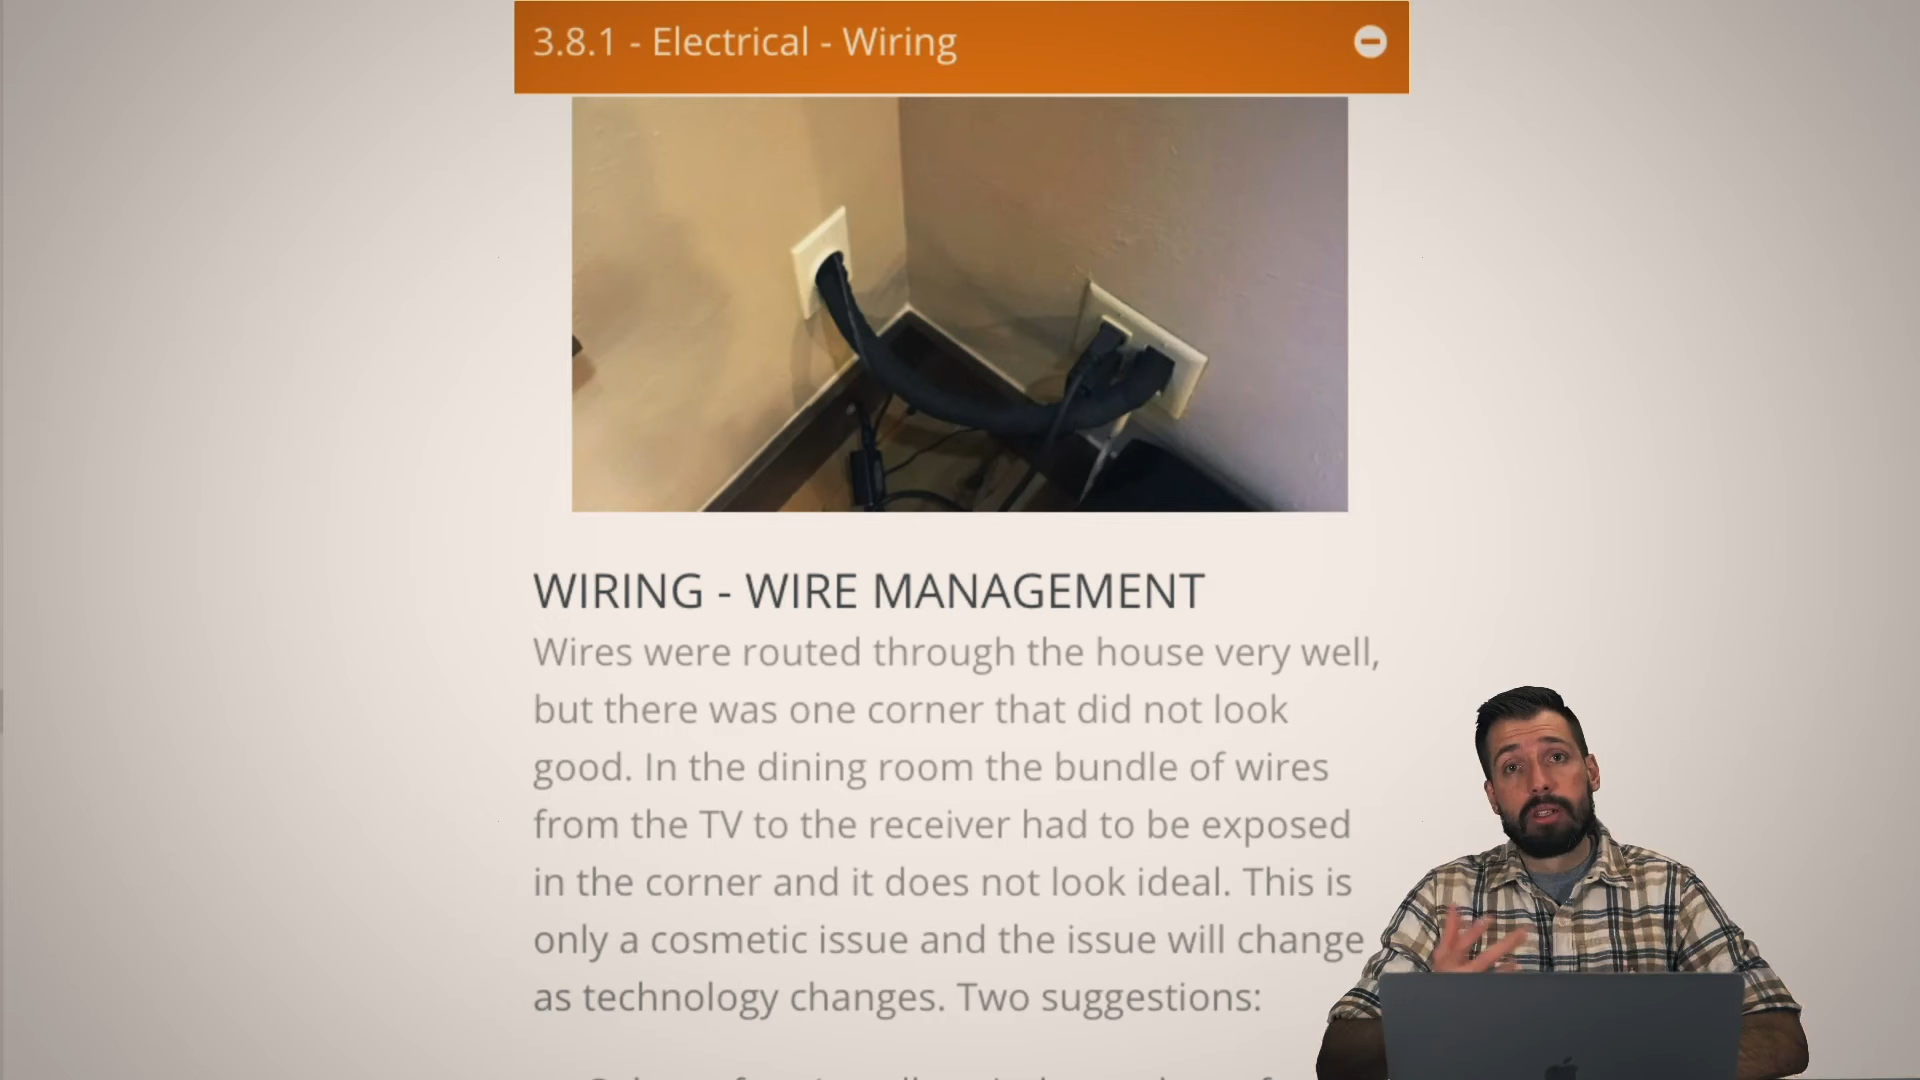 3.8.1 - Electrical - Wiring
WIRING - WIRE MANAGEMENT
Wires were routed through the house very well,
but there was one corner that did not look
good. In the dining room the bundle of wires
from the TV to the receiver had to be exposed
in the corner and it does not look ideal. This is
only a cosmetic issue and the issue will change
as technology changes. Two suggestions: